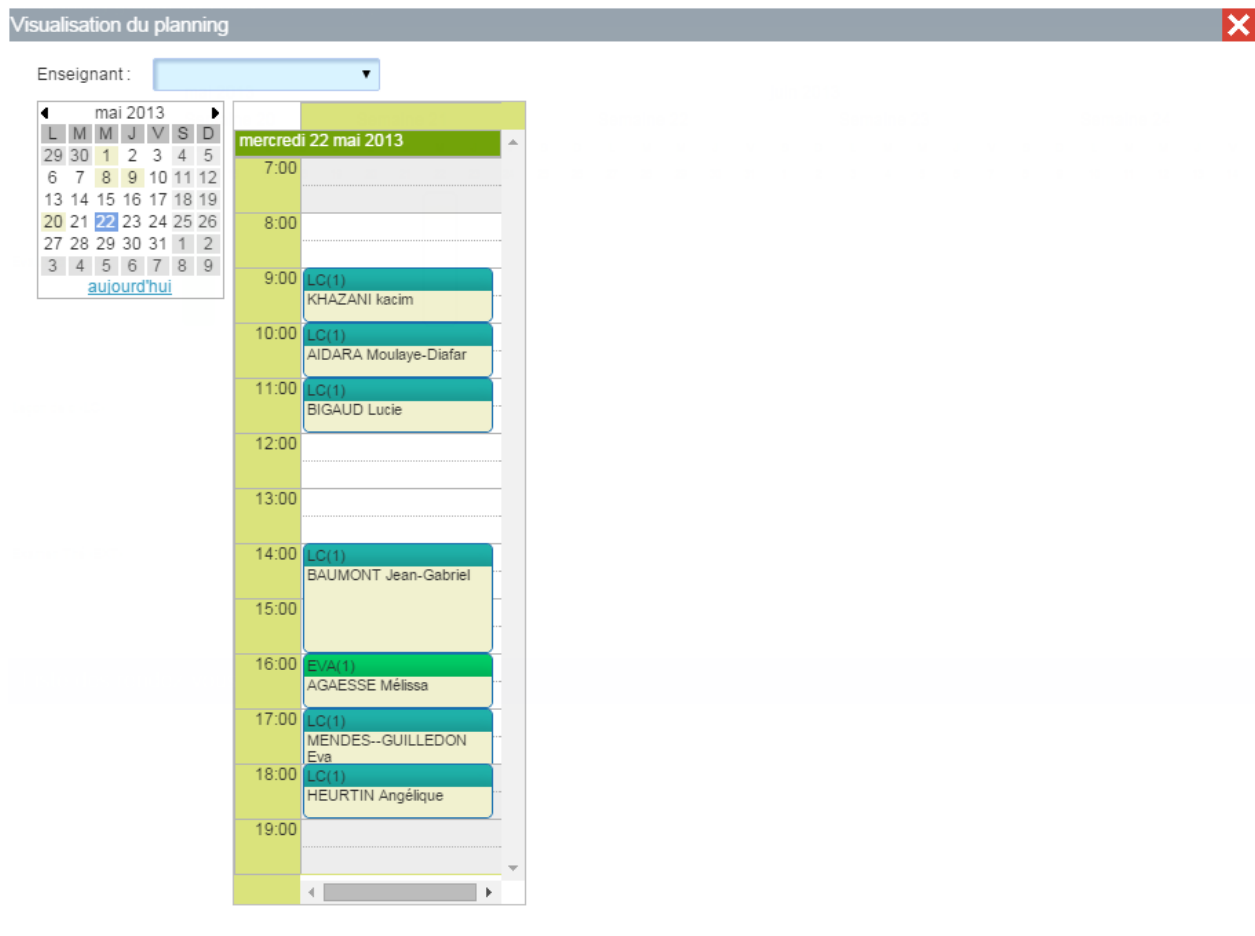 Visualisation du planning
Enseignant :
mai 2013
L M M J V S D
29 30 1 2 3 4 5
6 7 8 9 10 11 12
13 14 15 16 17 18 19
20 21 22 23 24 25 26
27 28 29 30 31 1 2
3 4 5 6 7 8 9
aujourd'hui
mercredi 22 mai 2013
7:00
8:00
9:00 LC(1)
KHAZANI kacim
10:00 LC(1)
AIDARA Moulaye-Diafar
11:00 LC(1)
BIGAUD Lucie
12:00
13:00
14:00 LC(1)
BAUMONT Jean-Gabriel
15:00
16:00 EVA(1)
AGAESSE Mélissa
17:00 LC(1)
MENDES--GUILLEDON
Eva
18:00 LC(1)
HEURTIN Angélique
19:00